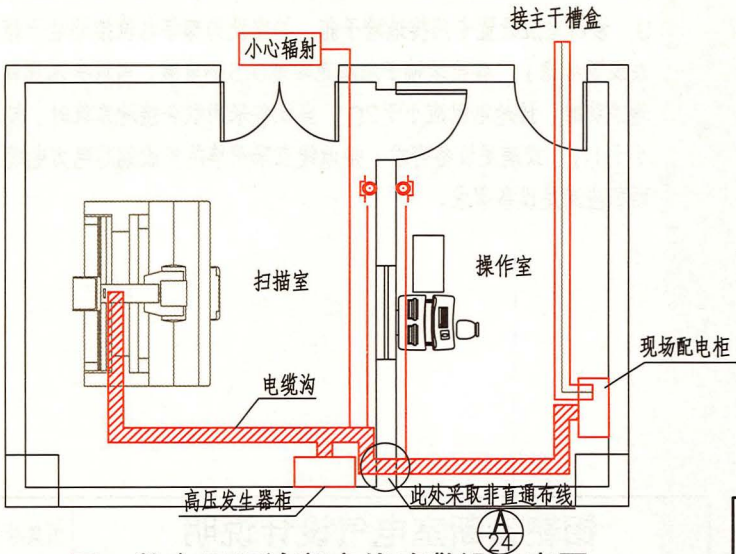 接主干槽盒
小心辐射
扫描室
操作室
现场配电柜
电缆沟
高压发生器柜
此处采取非直通布线
A
24